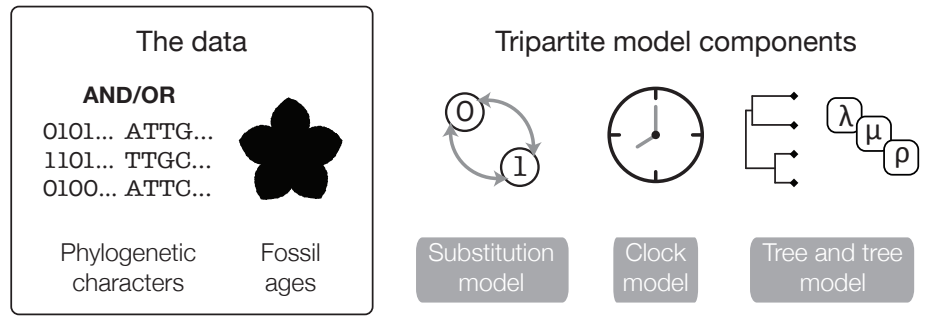 The data
AND/OR
0101... ATTG...
1101... TTGC...
0100... ATTC...
Phylogenetic
characters
Fossil
ages
Tripartite model components
0
1
λ
μ
ρ
Substitution
model
Clock
model
Tree and tree
model